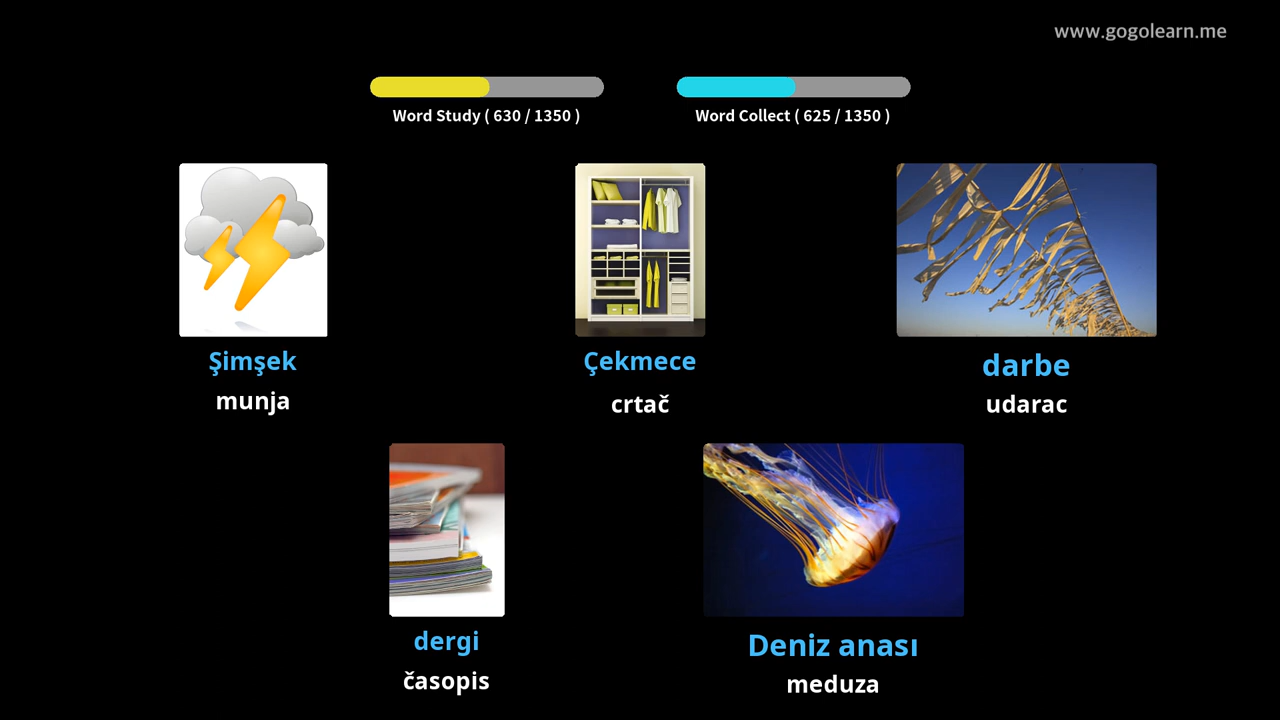 www.gogolearn.me
Word Study ( 630 / 1350 )
Word Collect ( 625 / 1350 )
Şimşek
munja
Çekmece
crtač
darbe
udarac
dergi
časopis
Deniz anası
meduza